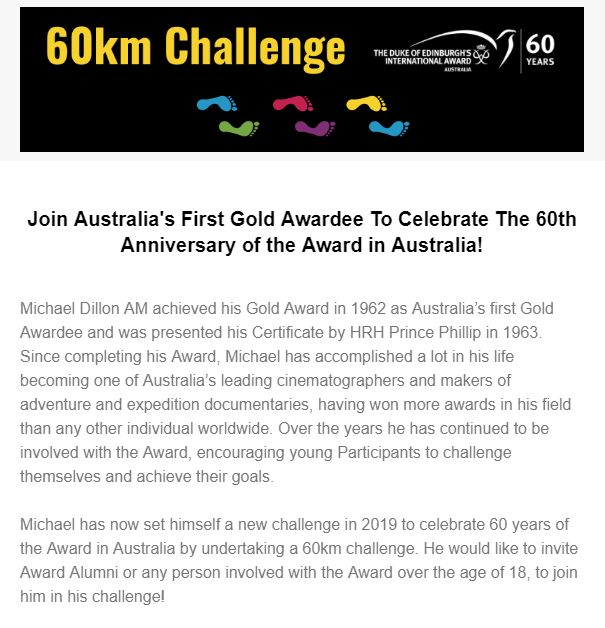 60km Challenge
THE DUKE OF EDINBURGH'S
INTERNATIONAL AWARD
AUSTRALIA
60
YEARS
Join Australia's First Gold Awardee To Celebrate The 60th
Anniversary of the Award in Australia!
Michael Dillon AM achieved his Gold Award in 1962 as Australia’s first Gold
Awardee and was presented his Certificate by HRH Prince Phillip in 1963.
Since completing his Award, Michael has accomplished a lot in his life
becoming one of Australia’s leading cinematographers and makers of
adventure and expedition documentaries, having won more awards in his field
than any other individual worldwide. Over the years he has continued to be
involved with the Award, encouraging young Participants to challenge
themselves and achieve their goals.
Michael has now set himself a new challenge in 2019 to celebrate 60 years of
the Award in Australia by undertaking a 60km challenge. He would like to invite
Award Alumni or any person involved with the Award over the age of 18, to join
him in his challenge!